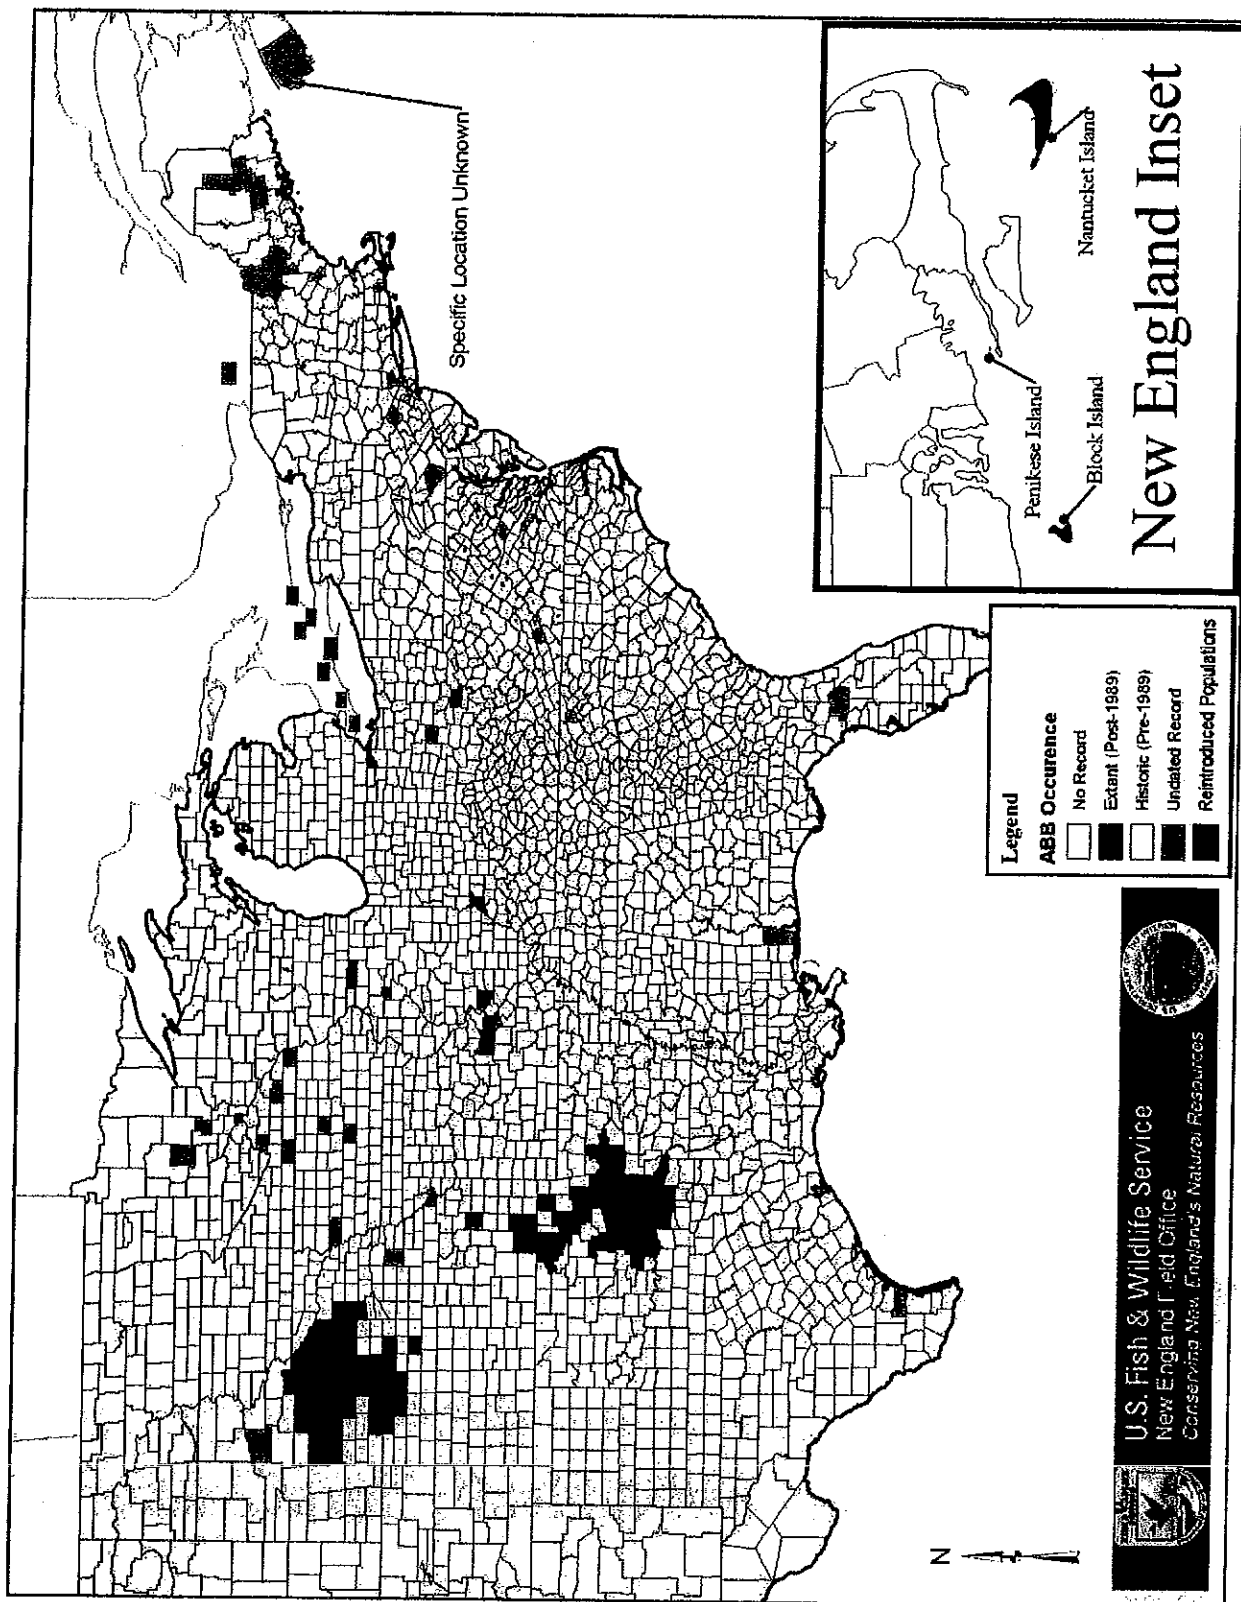 Specific Location Unknown
Nantucket Island
Penikese Island
Block Island
New England Inset
Legend
ABB Occurence
No Record
Extant (Post-1989)
Historic (Pre-1989)
Undated Record
Reintroduced Populations
U.S. Fish & Wildlife Service
New England Field Office
Conserving New England's Natural Resources
N